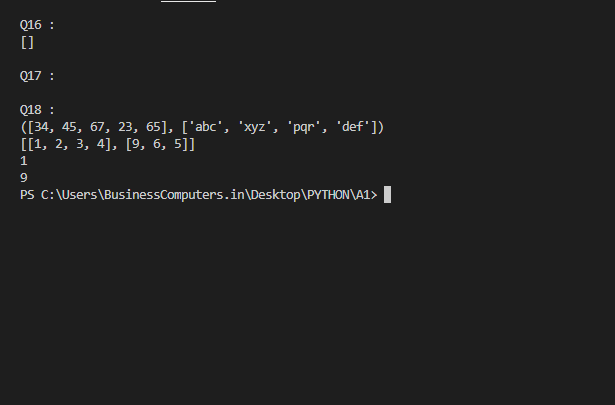 Q16 :
[]
Q17 :
Q18 :
([34, 45, 67, 23, 65], ['abc', 'xyz', 'pqr', 'def'])
[[1, 2, 3, 4], [9, 6, 5]]
1
9
PS C:\Users\BusinessComputers.in\Desktop\PYTHON\A1>